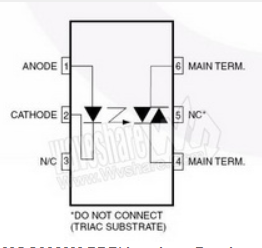 ANODE 1
6 MAIN TERM.
CATHODE 2
5 NC*
N/C 3
4 MAIN TERM.
*DO NOT CONNECT
(TRIAC SUBSTRATE)